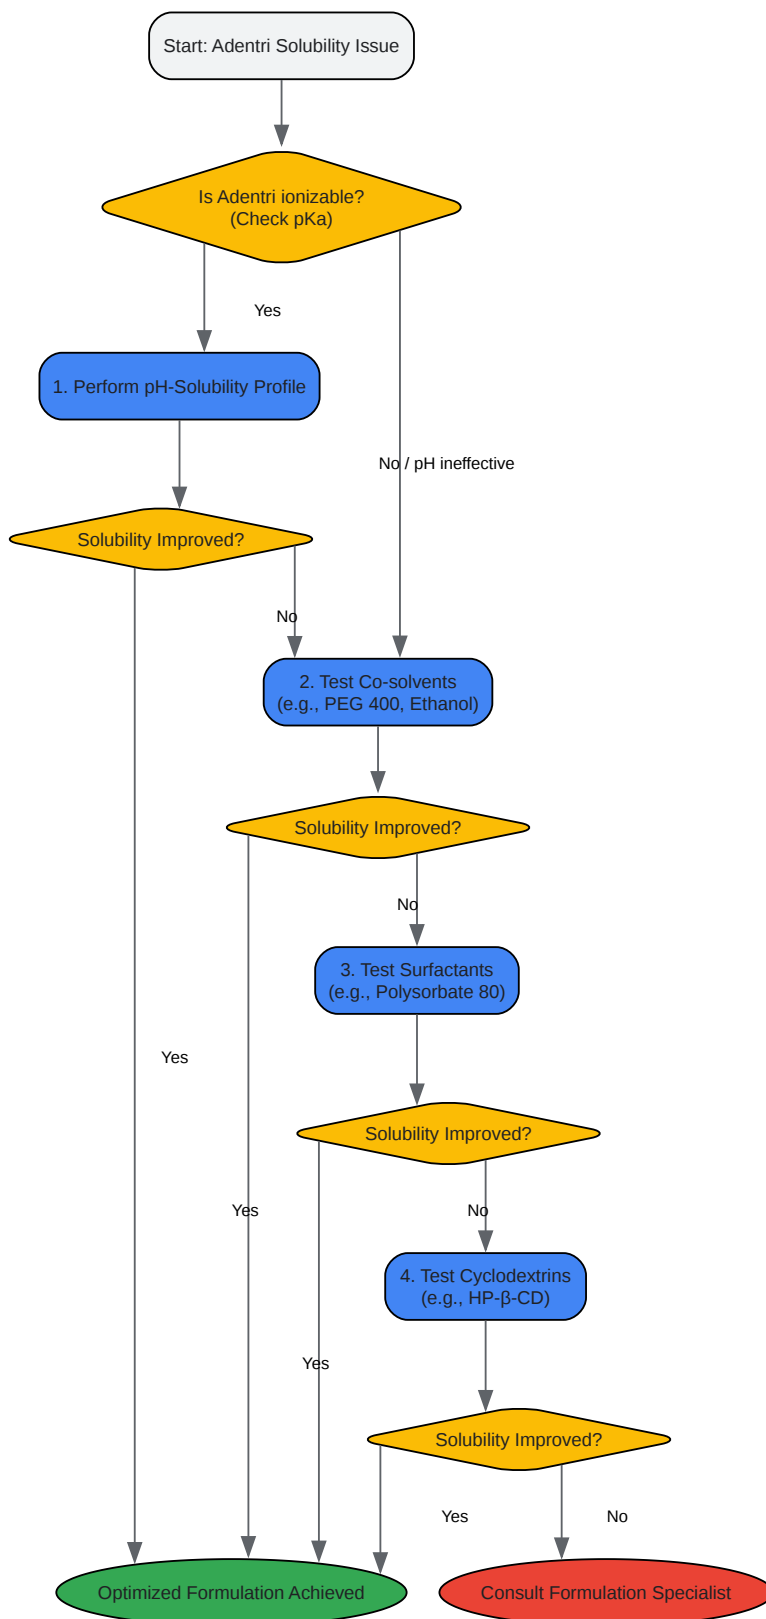 Start: Adentri Solubility Issue
Is Adentri ionizable?
(Check pKa)
Yes
1. Perform pH-Solubility Profile
No / pH ineffective
Solubility Improved?
No
2. Test Co-solvents
(e.g., PEG 400, Ethanol)
Solubility Improved?
No
3. Test Surfactants
(e.g., Polysorbate 80)
Yes
Solubility Improved?
Yes
No
4. Test Cyclodextrins
(e.g., HP-β-CD)
Yes
Solubility Improved?
Yes
No
Optimized Formulation Achieved
Consult Formulation Specialist